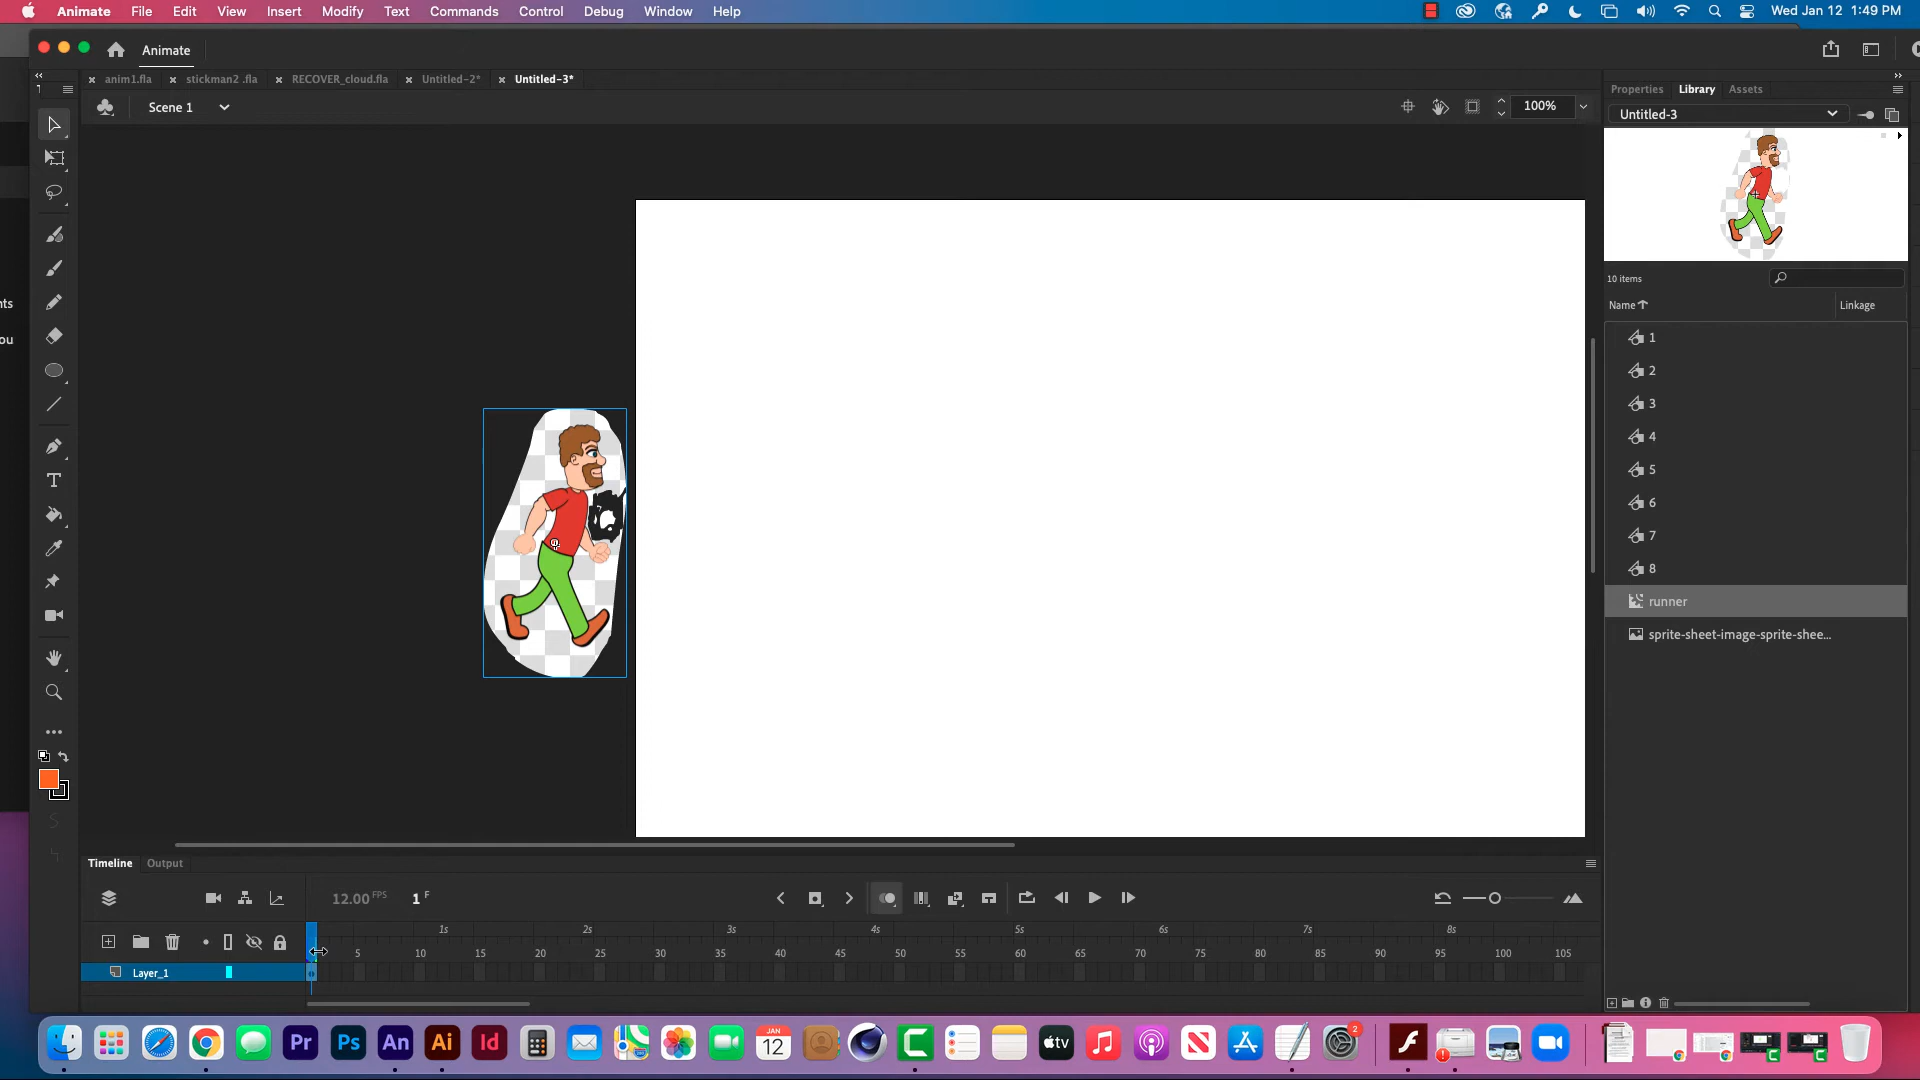 Animate File Edit View Insert Modify Text Commands Control Debug Window Help Wed Jan 12 1:49 PM
Animate
anim1.fla stickman2 .fla RECOVER_cloud.fla Untitled-2* Untitled-3*
Properties Library Assets
Scene 1 100%
Untitled-3
10 items
Name Linkage
1
2
3
4
5
6
7
8
runner
sprite-sheet-image-sprite-shee...
nts
ou
T
Timeline Output
12.00 FPS 1 F
1s 2s 3s 4s 5s 6s 7s 8s
5 10 15 20 25 30 35 40 45 50 55 60 65 70 75 80 85 90 95 100 105
Layer_1
Pr Ps An Ai Id JAN 12 tv 2